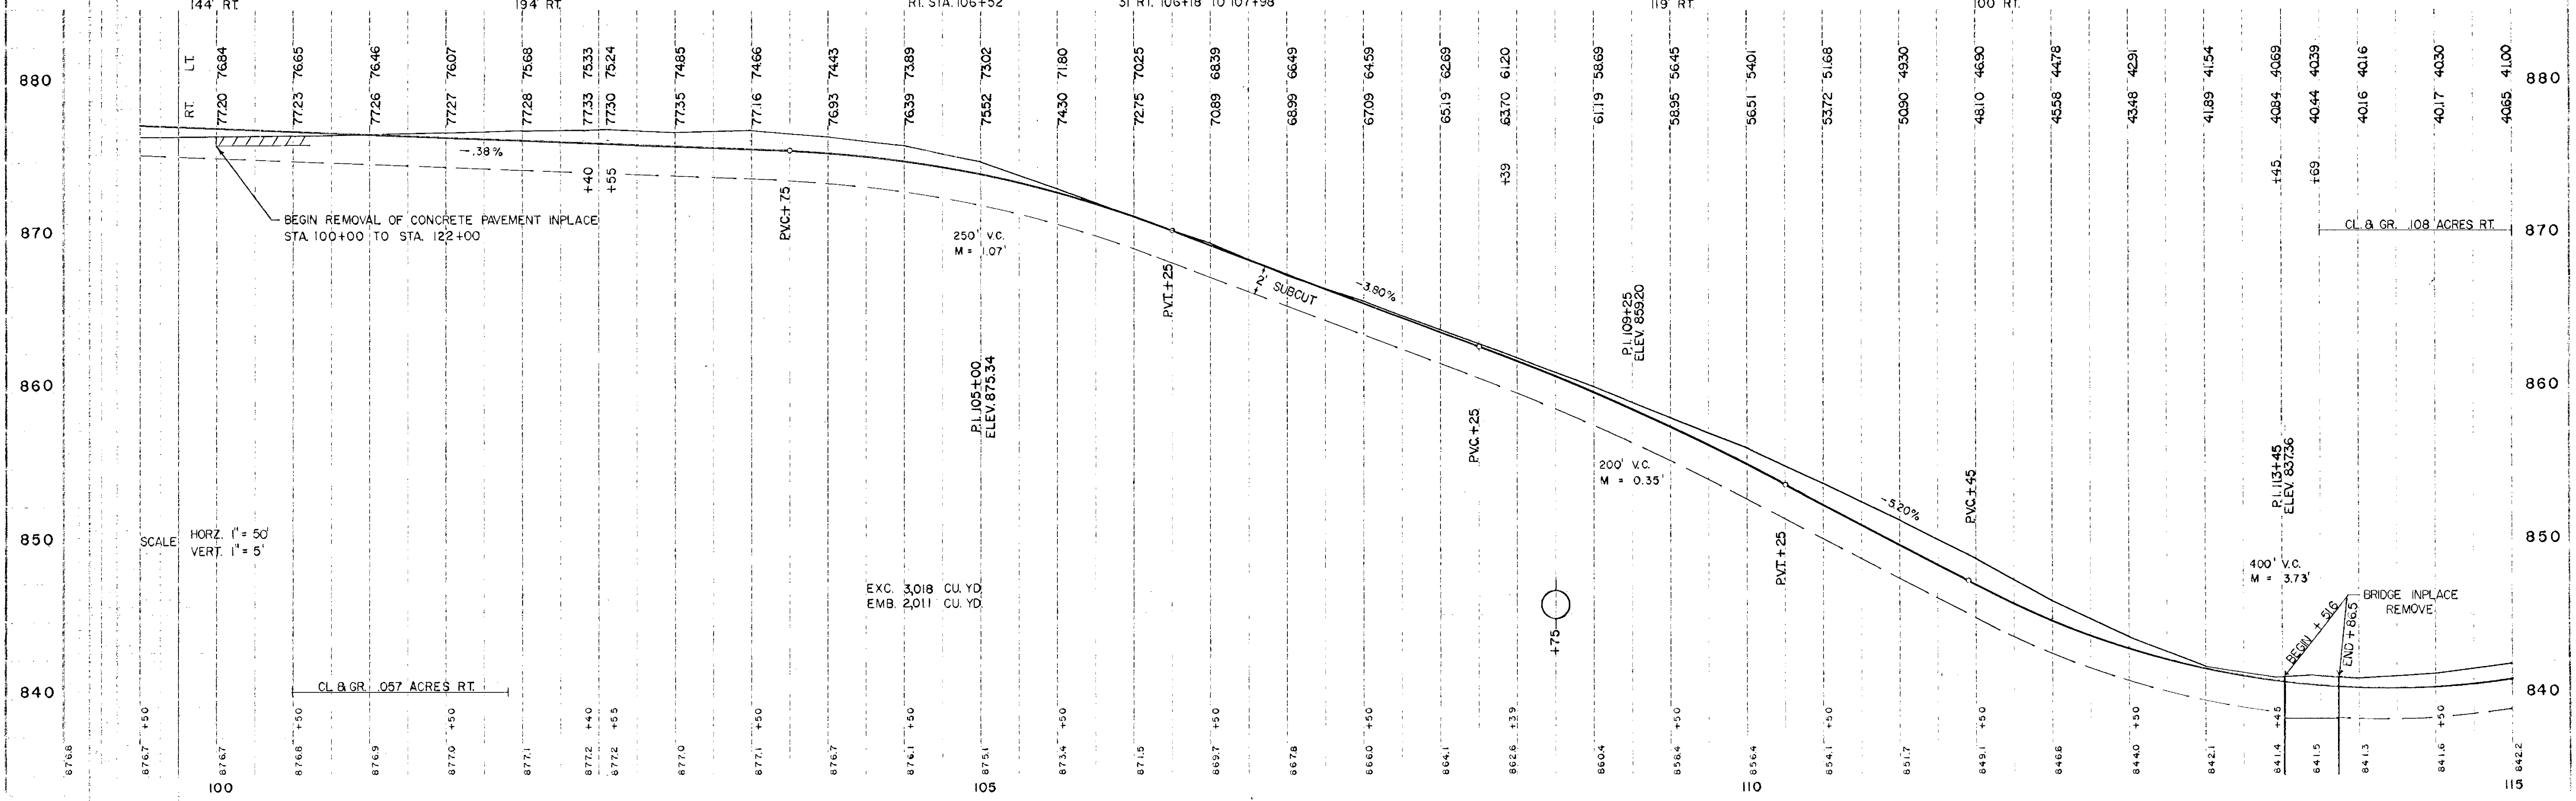 144' RT.
194' RT.
RT. STA. 106+52
31' RT. 106+18 TO 107+98
119' RT.
100' RT.
LT. 76.84 76.65 76.46 76.07 75.68 75.33 75.24 74.85 74.66 74.43 73.89 73.02 71.80 70.25 68.39 66.49 64.59 62.69 61.20 58.69 56.45 54.01 51.68 49.30 46.90 44.78 42.91 41.54 40.69 40.39 40.16 40.30 41.00
880 880
RT. 77.20 77.23 77.26 77.27 77.28 77.33 77.30 77.35 77.16 76.93 76.39 75.52 74.30 72.75 70.89 68.99 67.09 65.19 63.70 61.19 58.95 56.51 53.72 50.90 48.10 45.58 43.48 41.89 40.84 40.44 40.16 40.17 40.65
-.38%
+40 +55 +39 +45 +69
BEGIN REMOVAL OF CONCRETE PAVEMENT INPLACE
STA. 100+00 TO STA. 122+00
P.V.C.+75
870 870
CL. & GR. .108 ACRES RT.
250' V.C.
M = 1.07'
P.V.T.+25
2' SUBCUT
-3.80%
P.I. 109+25
ELEV. 859.20
P.I. 105+00
ELEV. 875.34
860 860
P.V.C.+25
200' V.C.
M = 0.35'
P.V.T.+25
-5.20%
P.V.C.+45
P.I. 113+45
ELEV. 837.36
850 850
SCALE
HORZ. 1" = 50'
VERT. 1" = 5'
400' V.C.
M = 3.73'
EXC. 3,018 CU. YD.
EMB. 2,011 CU. YD.
+75
BRIDGE INPLACE
REMOVE
BEGIN + 51.6
END + 86.5
840 840
CL. & GR. .057 ACRES RT.
+50 +50 +50 +40 +55 +50 +50 +50 +50 +50 +39 +50 +50 +50 +50 +45 +50
876.8 876.7 876.7 876.8 876.9 877.0 877.1 877.2 877.2 877.0 877.1 876.7 876.1 875.1 873.4 871.5 869.7 867.8 866.0 864.1 862.6 860.4 858.4 856.4 854.1 851.7 849.1 846.6 844.0 842.1 841.4 841.5 841.3 841.6 842.2
100 105 110 115